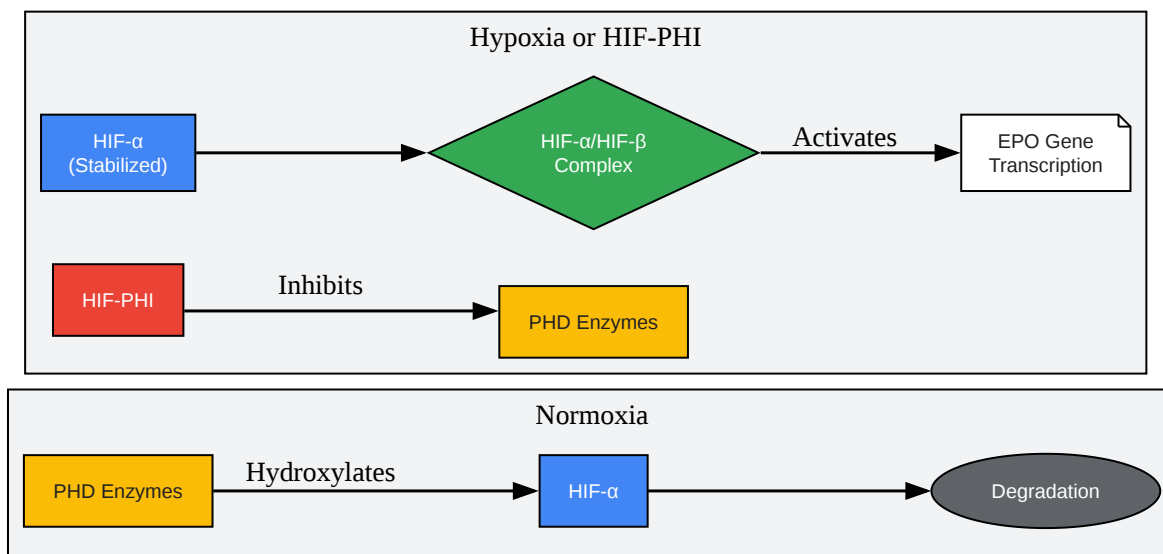 Hypoxia or HIF-PHI
HIF-α
(Stabilized)
HIF-α/HIF-β
Complex
Activates
EPO Gene
Transcription
HIF-PHI
Inhibits
PHD Enzymes
Normoxia
PHD Enzymes
Hydroxylates
HIF-α
Degradation